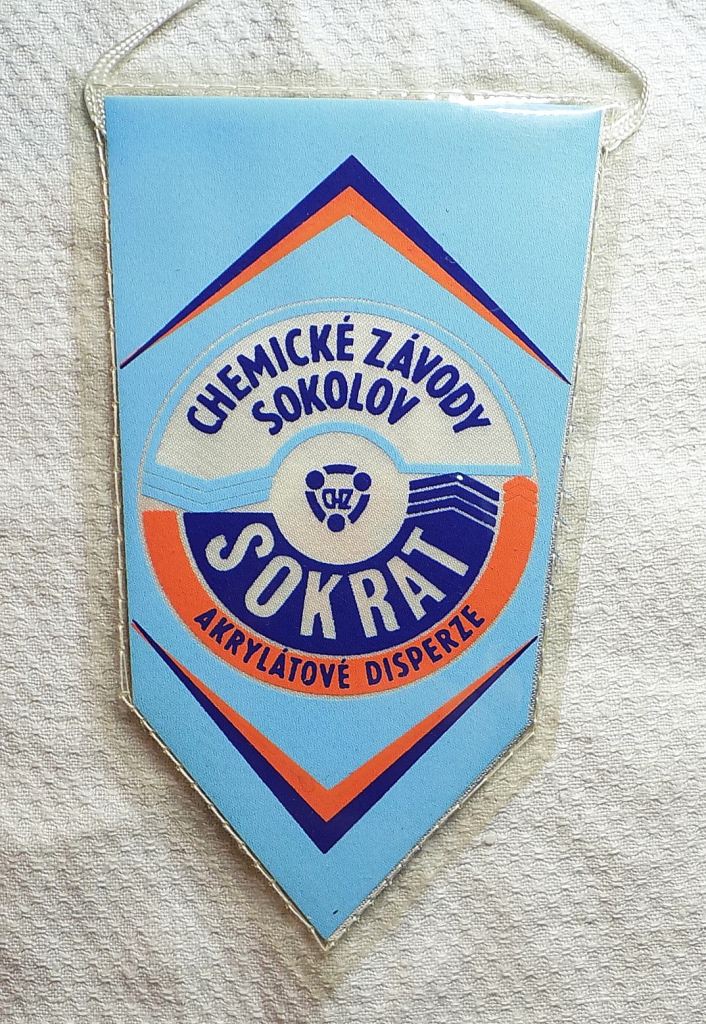 CHEMICKÉ ZÁVODY
SOKOLOV
CHZ
SOKRAT
AKRYLÁTOVÉ DISPERZE